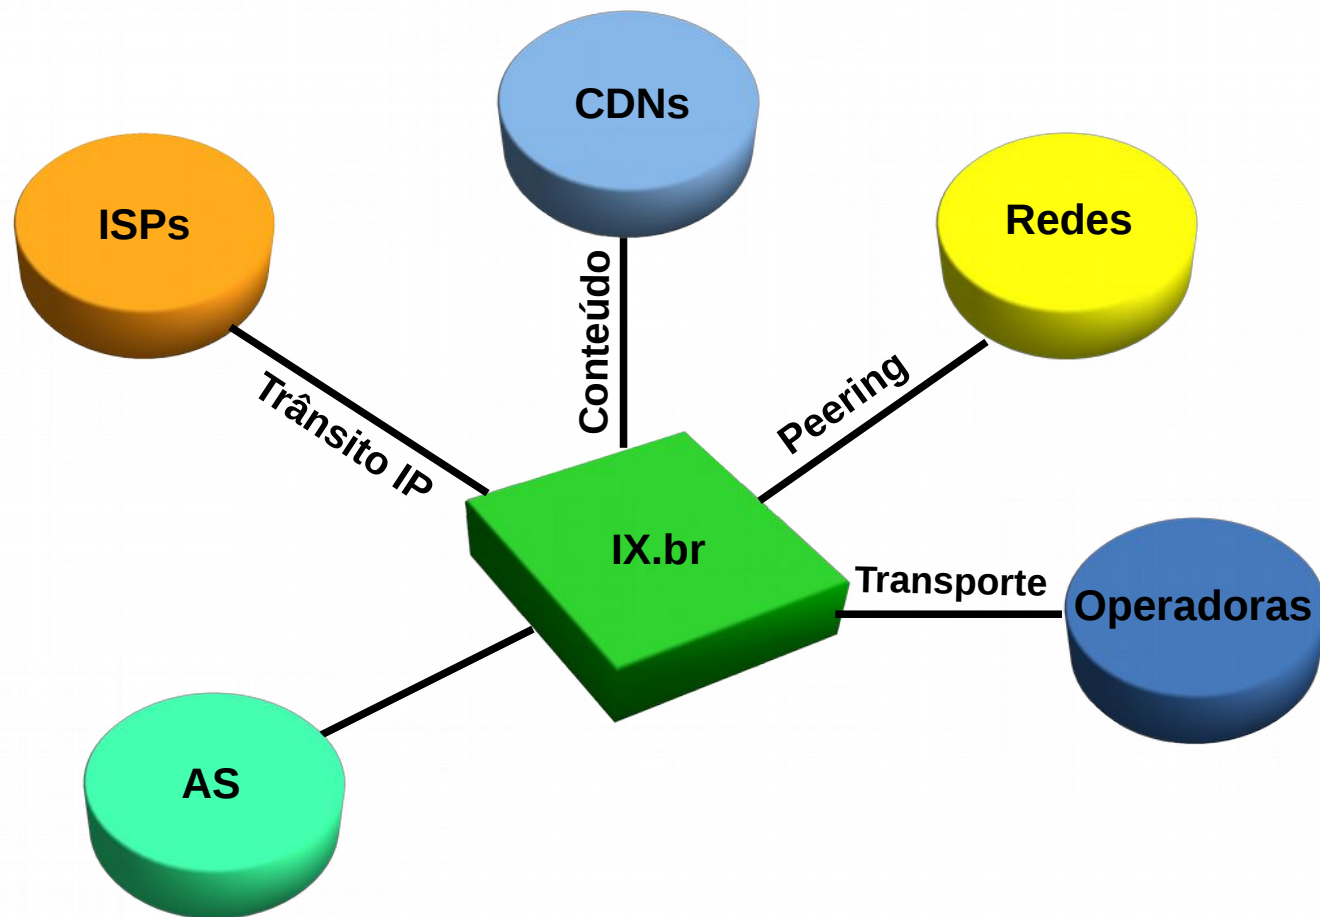 CDNs
ISPs
Redes
Conteúdo
Trânsito IP
Peering
IX.br
Transporte
Operadoras
AS